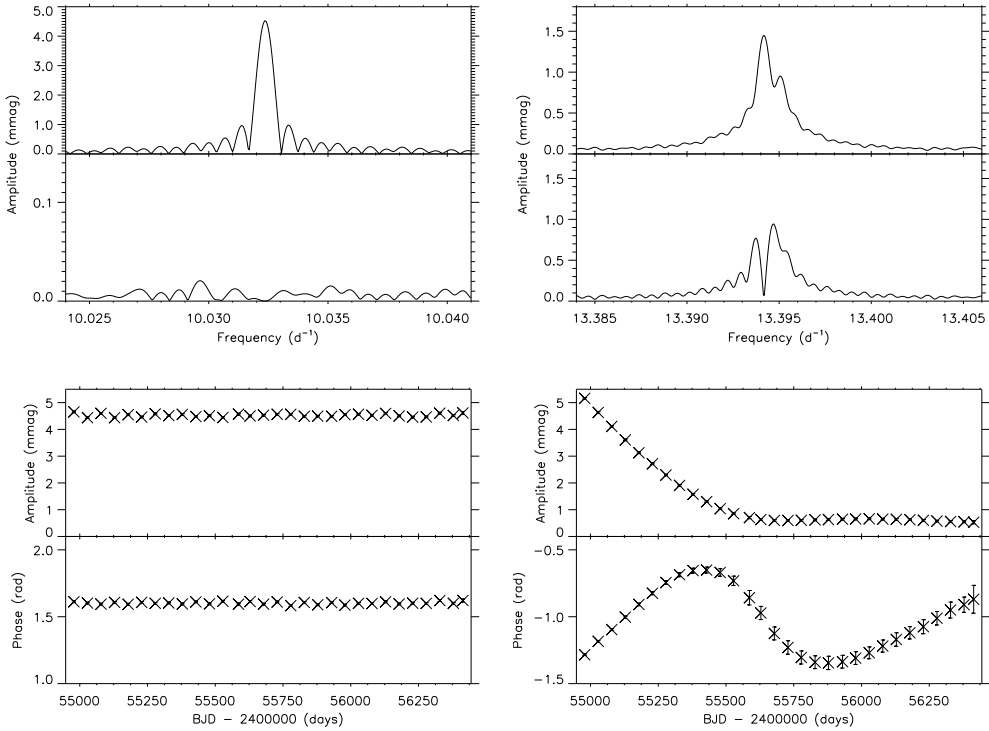 5.0
4.0
3.0
2.0
1.0
0.0
0.1
0.0
Amplitude (mmag)
10.025 10.030 10.035 10.040
Frequency (d⁻¹)
1.5
1.0
0.5
0.0
1.5
1.0
0.5
0.0
Amplitude (mmag)
13.385 13.390 13.395 13.400 13.405
Frequency (d⁻¹)
5
4
3
2
1
0
Amplitude (mmag)
2.0
1.5
1.0
Phase (rad)
55000 55250 55500 55750 56000 56250
BJD − 2400000 (days)
5
4
3
2
1
0
Amplitude (mmag)
−0.5
−1.0
−1.5
Phase (rad)
55000 55250 55500 55750 56000 56250
BJD − 2400000 (days)